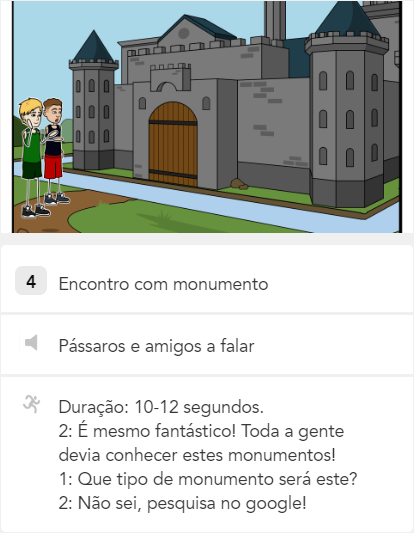 4 Encontro com monumento
Pássaros e amigos a falar
Duração: 10-12 segundos.
2: É mesmo fantástico! Toda a gente
devia conhecer estes monumentos!
1: Que tipo de monumento será este?
2: Não sei, pesquisa no google!